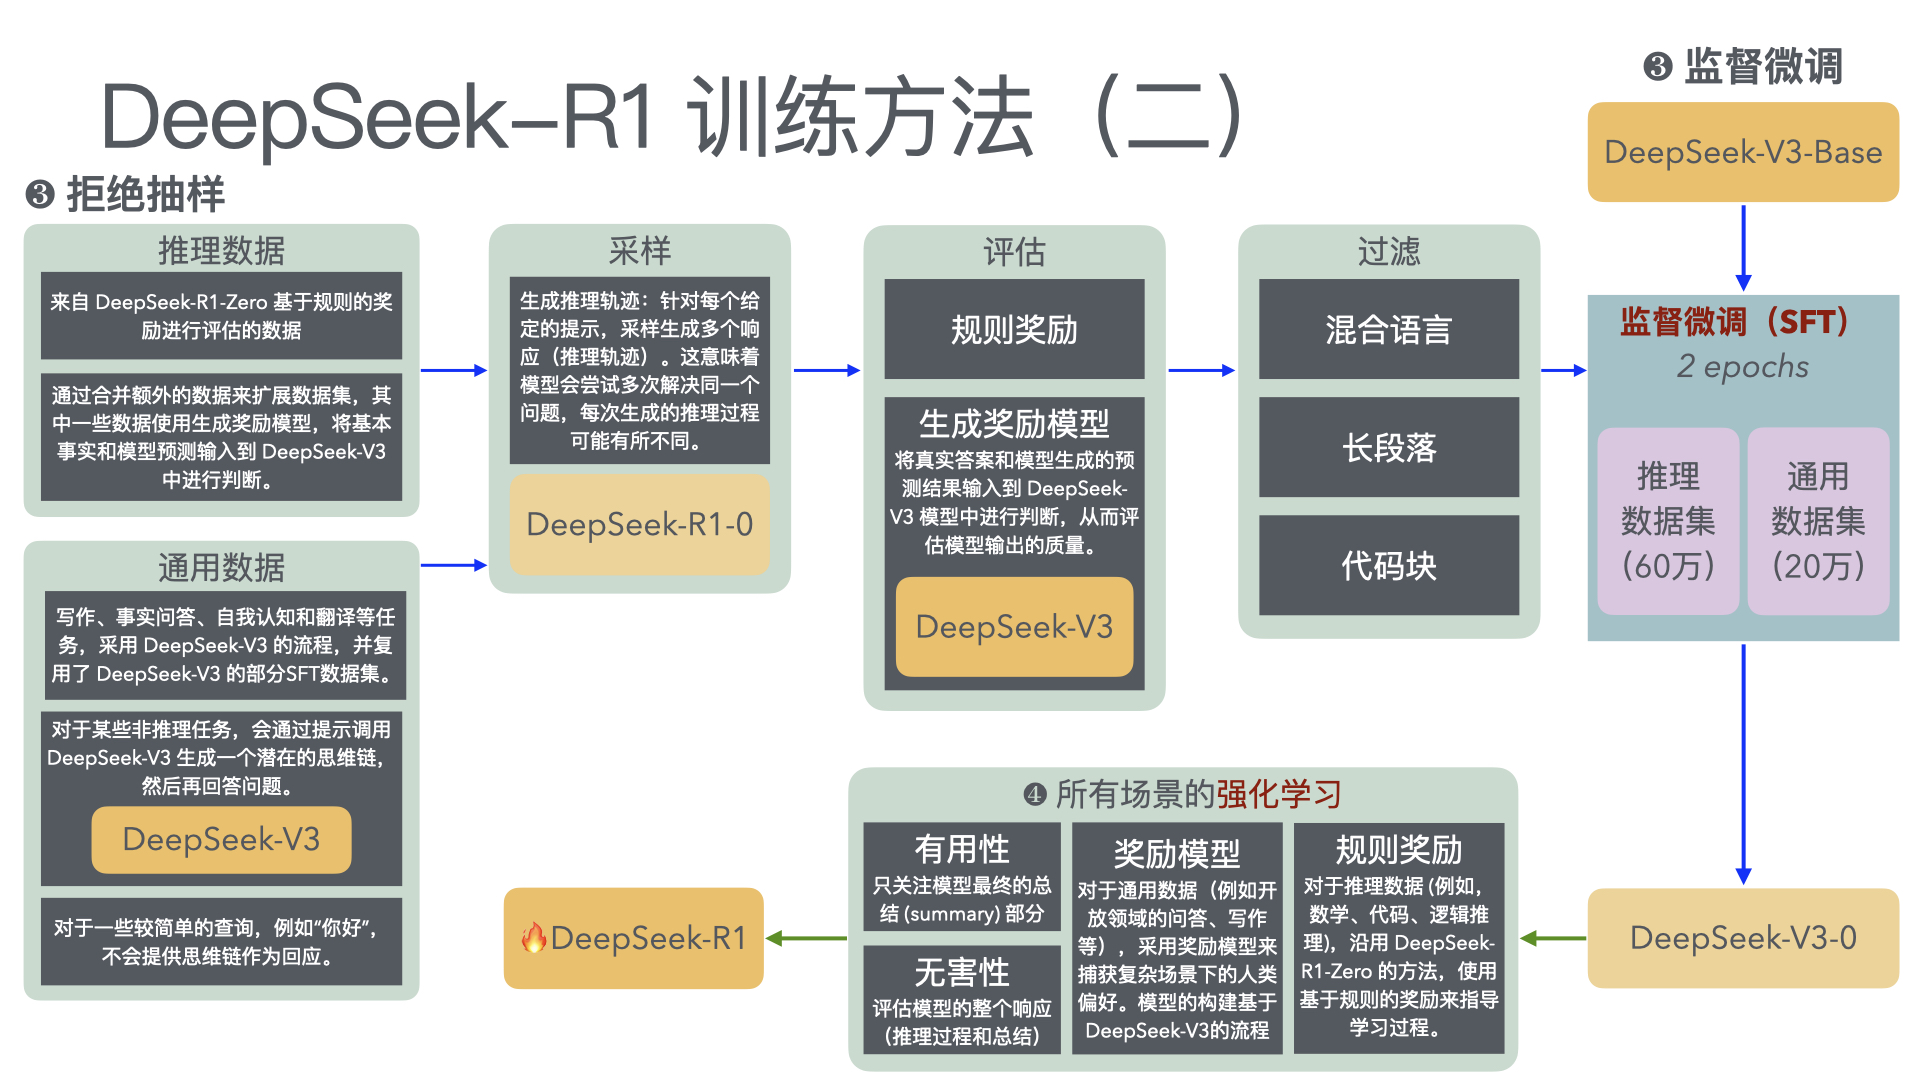 DeepSeek-R1 训练方法（二）
❸ 拒绝抽样
推理数据
来自 DeepSeek-R1-Zero 基于规则的奖
励进行评估的数据
通过合并额外的数据来扩展数据集，其
中一些数据使用生成奖励模型，将基本
事实和模型预测输入到 DeepSeek-V3
中进行判断。
通用数据
写作、事实问答、自我认知和翻译等任
务，采用 DeepSeek-V3 的流程，并复
用了 DeepSeek-V3 的部分SFT数据集。
对于某些非推理任务，会通过提示调用
DeepSeek-V3 生成一个潜在的思维链，
然后再回答问题。
DeepSeek-V3
对于一些较简单的查询，例如“你好”，
不会提供思维链作为回应。
采样
生成推理轨迹：针对每个给
定的提示，采样生成多个响
应（推理轨迹）。这意味着
模型会尝试多次解决同一个
问题，每次生成的推理过程
可能有所不同。
DeepSeek-R1-0
评估
规则奖励
生成奖励模型
将真实答案和模型生成的预
测结果输入到 DeepSeek-
V3 模型中进行判断，从而评
估模型输出的质量。
DeepSeek-V3
过滤
混合语言
长段落
代码块
❸ 监督微调
DeepSeek-V3-Base
监督微调（SFT）
2 epochs
推理
数据集
(60万)
通用
数据集
(20万)
DeepSeek-V3-0
❹ 所有场景的强化学习
有用性
只关注模型最终的总
结 (summary) 部分
无害性
评估模型的整个响应
（推理过程和总结）
奖励模型
对于通用数据（例如开
放领域的问答、写作
等），采用奖励模型来
捕获复杂场景下的人类
偏好。模型的构建基于
DeepSeek-V3的流程
规则奖励
对于推理数据 (例如，
数学、代码、逻辑推
理)，沿用 DeepSeek-
R1-Zero 的方法，使用
基于规则的奖励来指导
学习过程。
🔥DeepSeek-R1